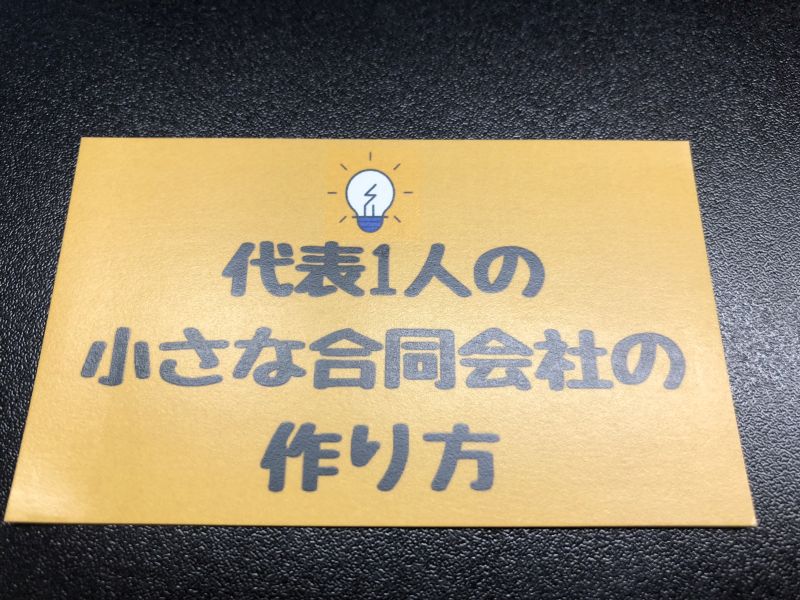 代表1人の
小さな合同会社の
作り方